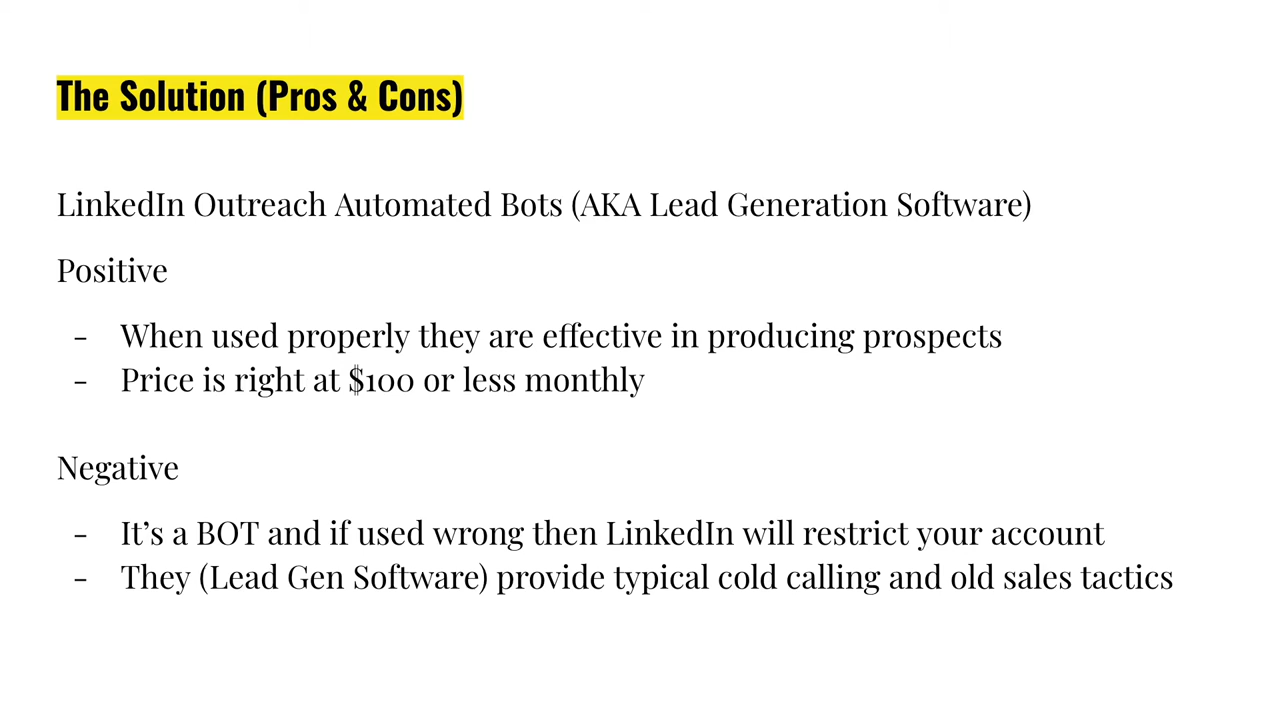 The Solution (Pros & Cons)
LinkedIn Outreach Automated Bots (AKA Lead Generation Software)
Positive
- When used properly they are effective in producing prospects
- Price is right at $100 or less monthly
Negative
- It’s a BOT and if used wrong then LinkedIn will restrict your account
- They (Lead Gen Software) provide typical cold calling and old sales tactics